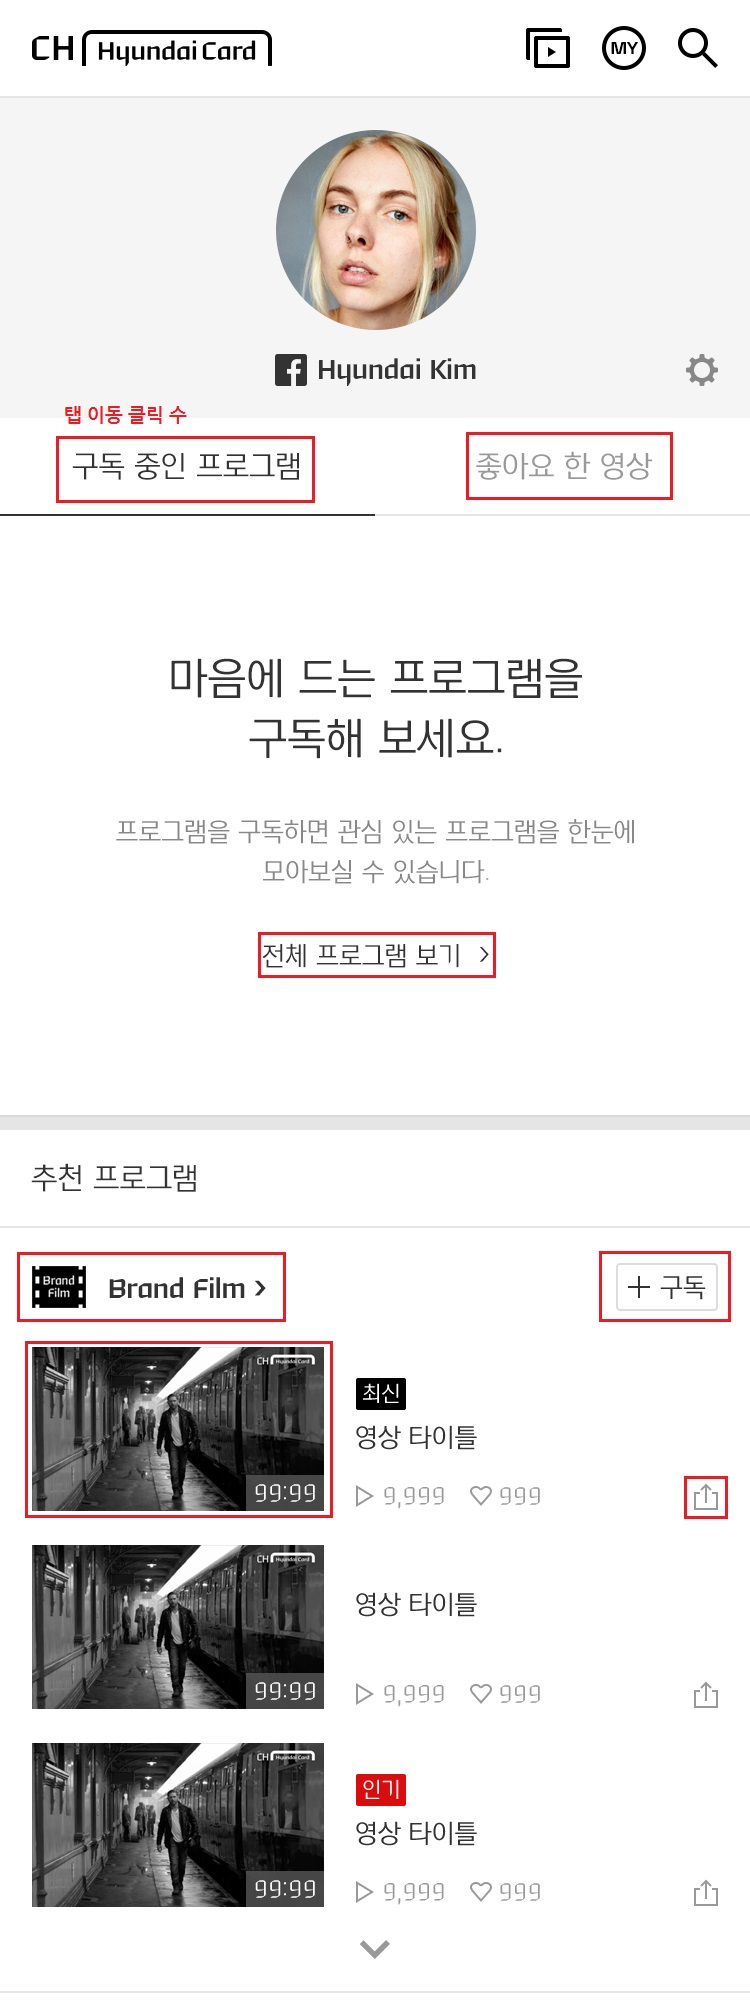 CH Hyundai Card
MY
Hyundai Kim
탭 이동 클릭 수
구독 중인 프로그램
좋아요 한 영상
마음에 드는 프로그램을
구독해 보세요.
프로그램을 구독하면 관심 있는 프로그램을 한눈에
모아보실 수 있습니다.
전체 프로그램 보기 >
추천 프로그램
Brand
Film
Brand Film >
+ 구독
CH Hyundai Card
99:99
최신
영상 타이틀
9,999 999
CH Hyundai Card
99:99
영상 타이틀
9,999 999
CH Hyundai Card
99:99
인기
영상 타이틀
9,999 999